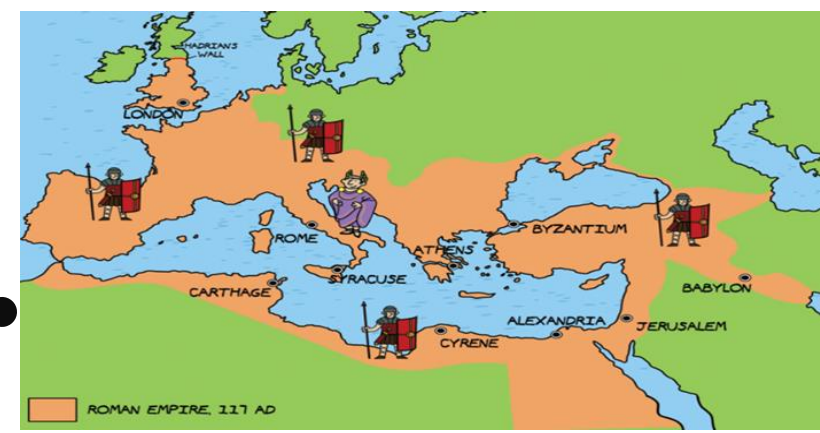 HADRIAN'S
WALL
LONDON
ROME
BYZANTIUM
ATHENS
SYRACUSE
CARTHAGE
BABYLON
ALEXANDRIA
JERUSALEM
CYRENE
ROMAN EMPIRE, 117 AD